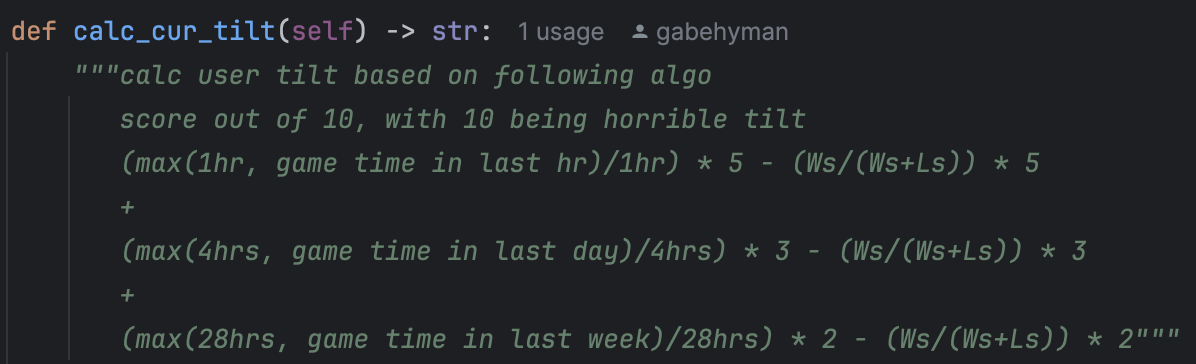 def calc_cur_tilt(self) -> str: 1 usage gabehyman
"""calc user tilt based on following algo
score out of 10, with 10 being horrible tilt
(max(1hr, game time in last hr)/1hr) * 5 - (Ws/(Ws+Ls)) * 5
+
(max(4hrs, game time in last day)/4hrs) * 3 - (Ws/(Ws+Ls)) * 3
+
(max(28hrs, game time in last week)/28hrs) * 2 - (Ws/(Ws+Ls)) * 2"""